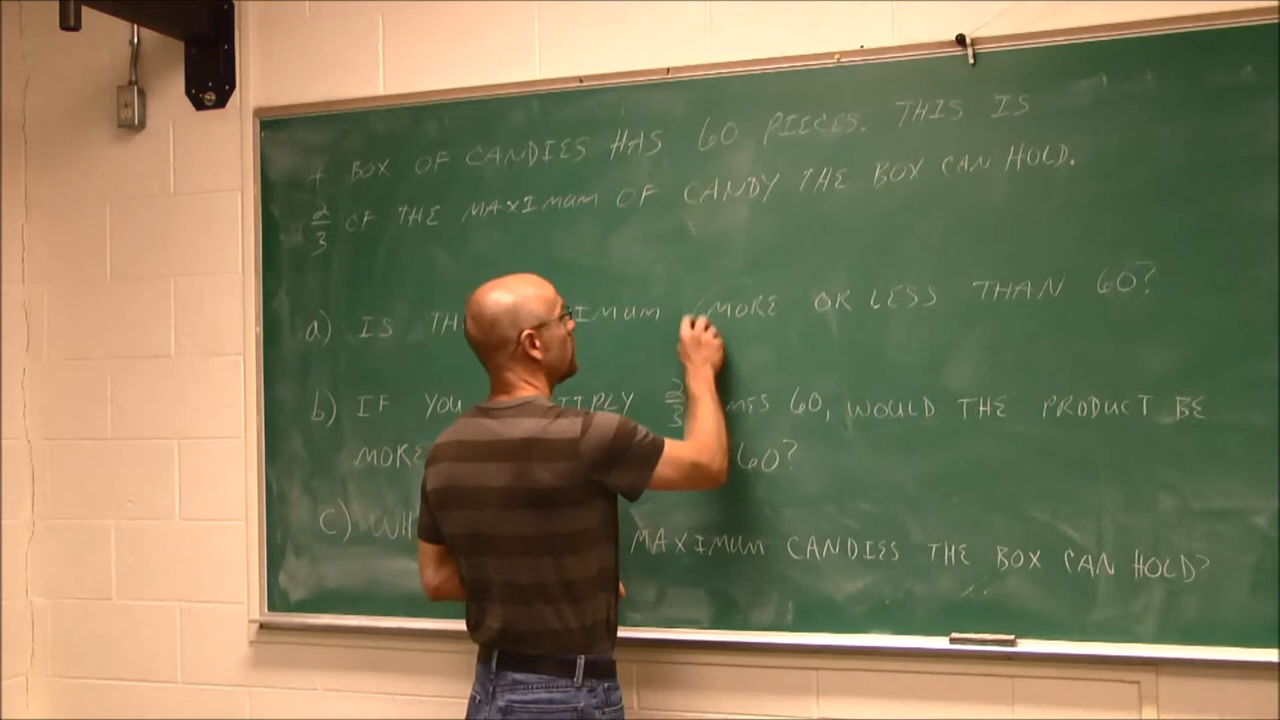 A BOX OF CANDIES HAS 60 PIECES. THIS IS
2/3 OF THE MAXIMUM OF CANDY THE BOX CAN HOLD.
a) IS TH IMUM MORE OR LESS THAN 60?
b) IF YOU TIPLY 2/3 IMES 60, WOULD THE PRODUCT BE
MORE 60?
c) WH MAXIMUM CANDIES THE BOX CAN HOLD?